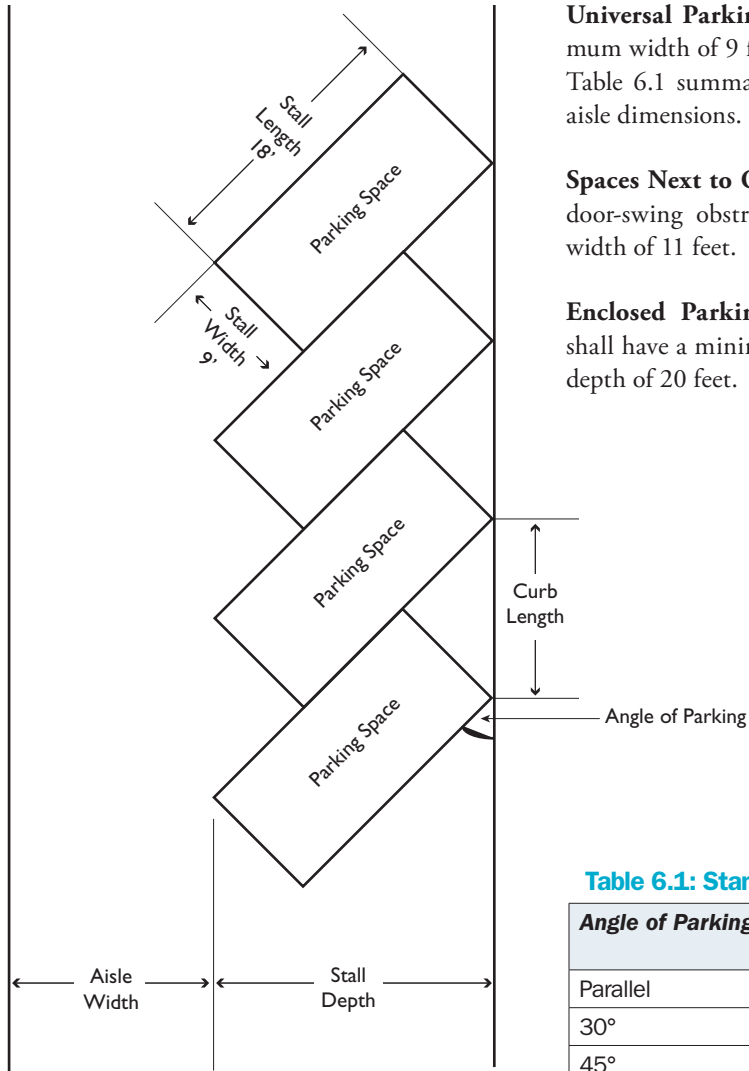 Stall
Length
18'
Parking Space
Stall
Width
9'
Parking Space
Parking Space
Parking Space
Curb
Length
Angle of Parking
Aisle
Width
Stall
Depth
Universal Parkin
mum width of 9 f
Table 6.1 summa
aisle dimensions.
Spaces Next to
door-swing obstr
width of 11 feet.
Enclosed Parkin
shall have a minin
depth of 20 feet.
Table 6.1: Star
Angle of Parking
Parallel
30°
45°